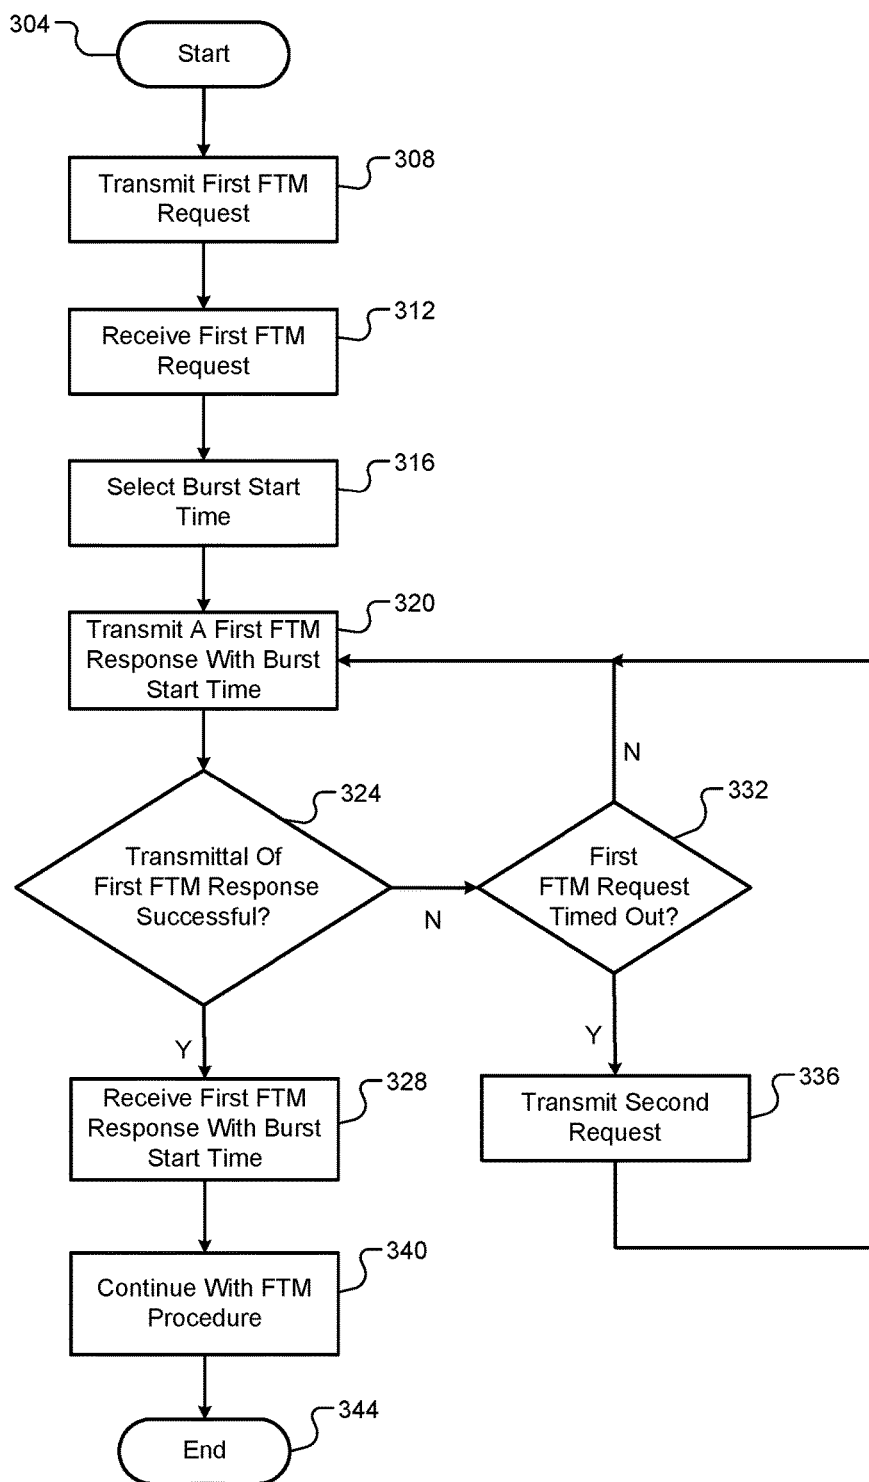 304
Start
308
Transmit First FTM
Request
312
Receive First FTM
Request
316
Select Burst Start
Time
320
Transmit A First FTM
Response With Burst
Start Time
N
324
332
Transmittal Of
First FTM Response
Successful?
First
FTM Request
Timed Out?
N
Y
Y
328
Receive First FTM
Response With Burst
Start Time
336
Transmit Second
Request
340
Continue With FTM
Procedure
344
End